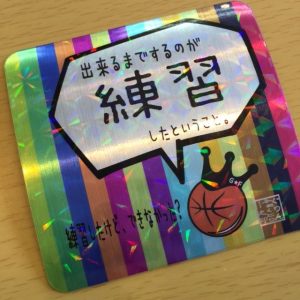 出来るまでするのが
練習
したということ。
練習したけど、できなかった?